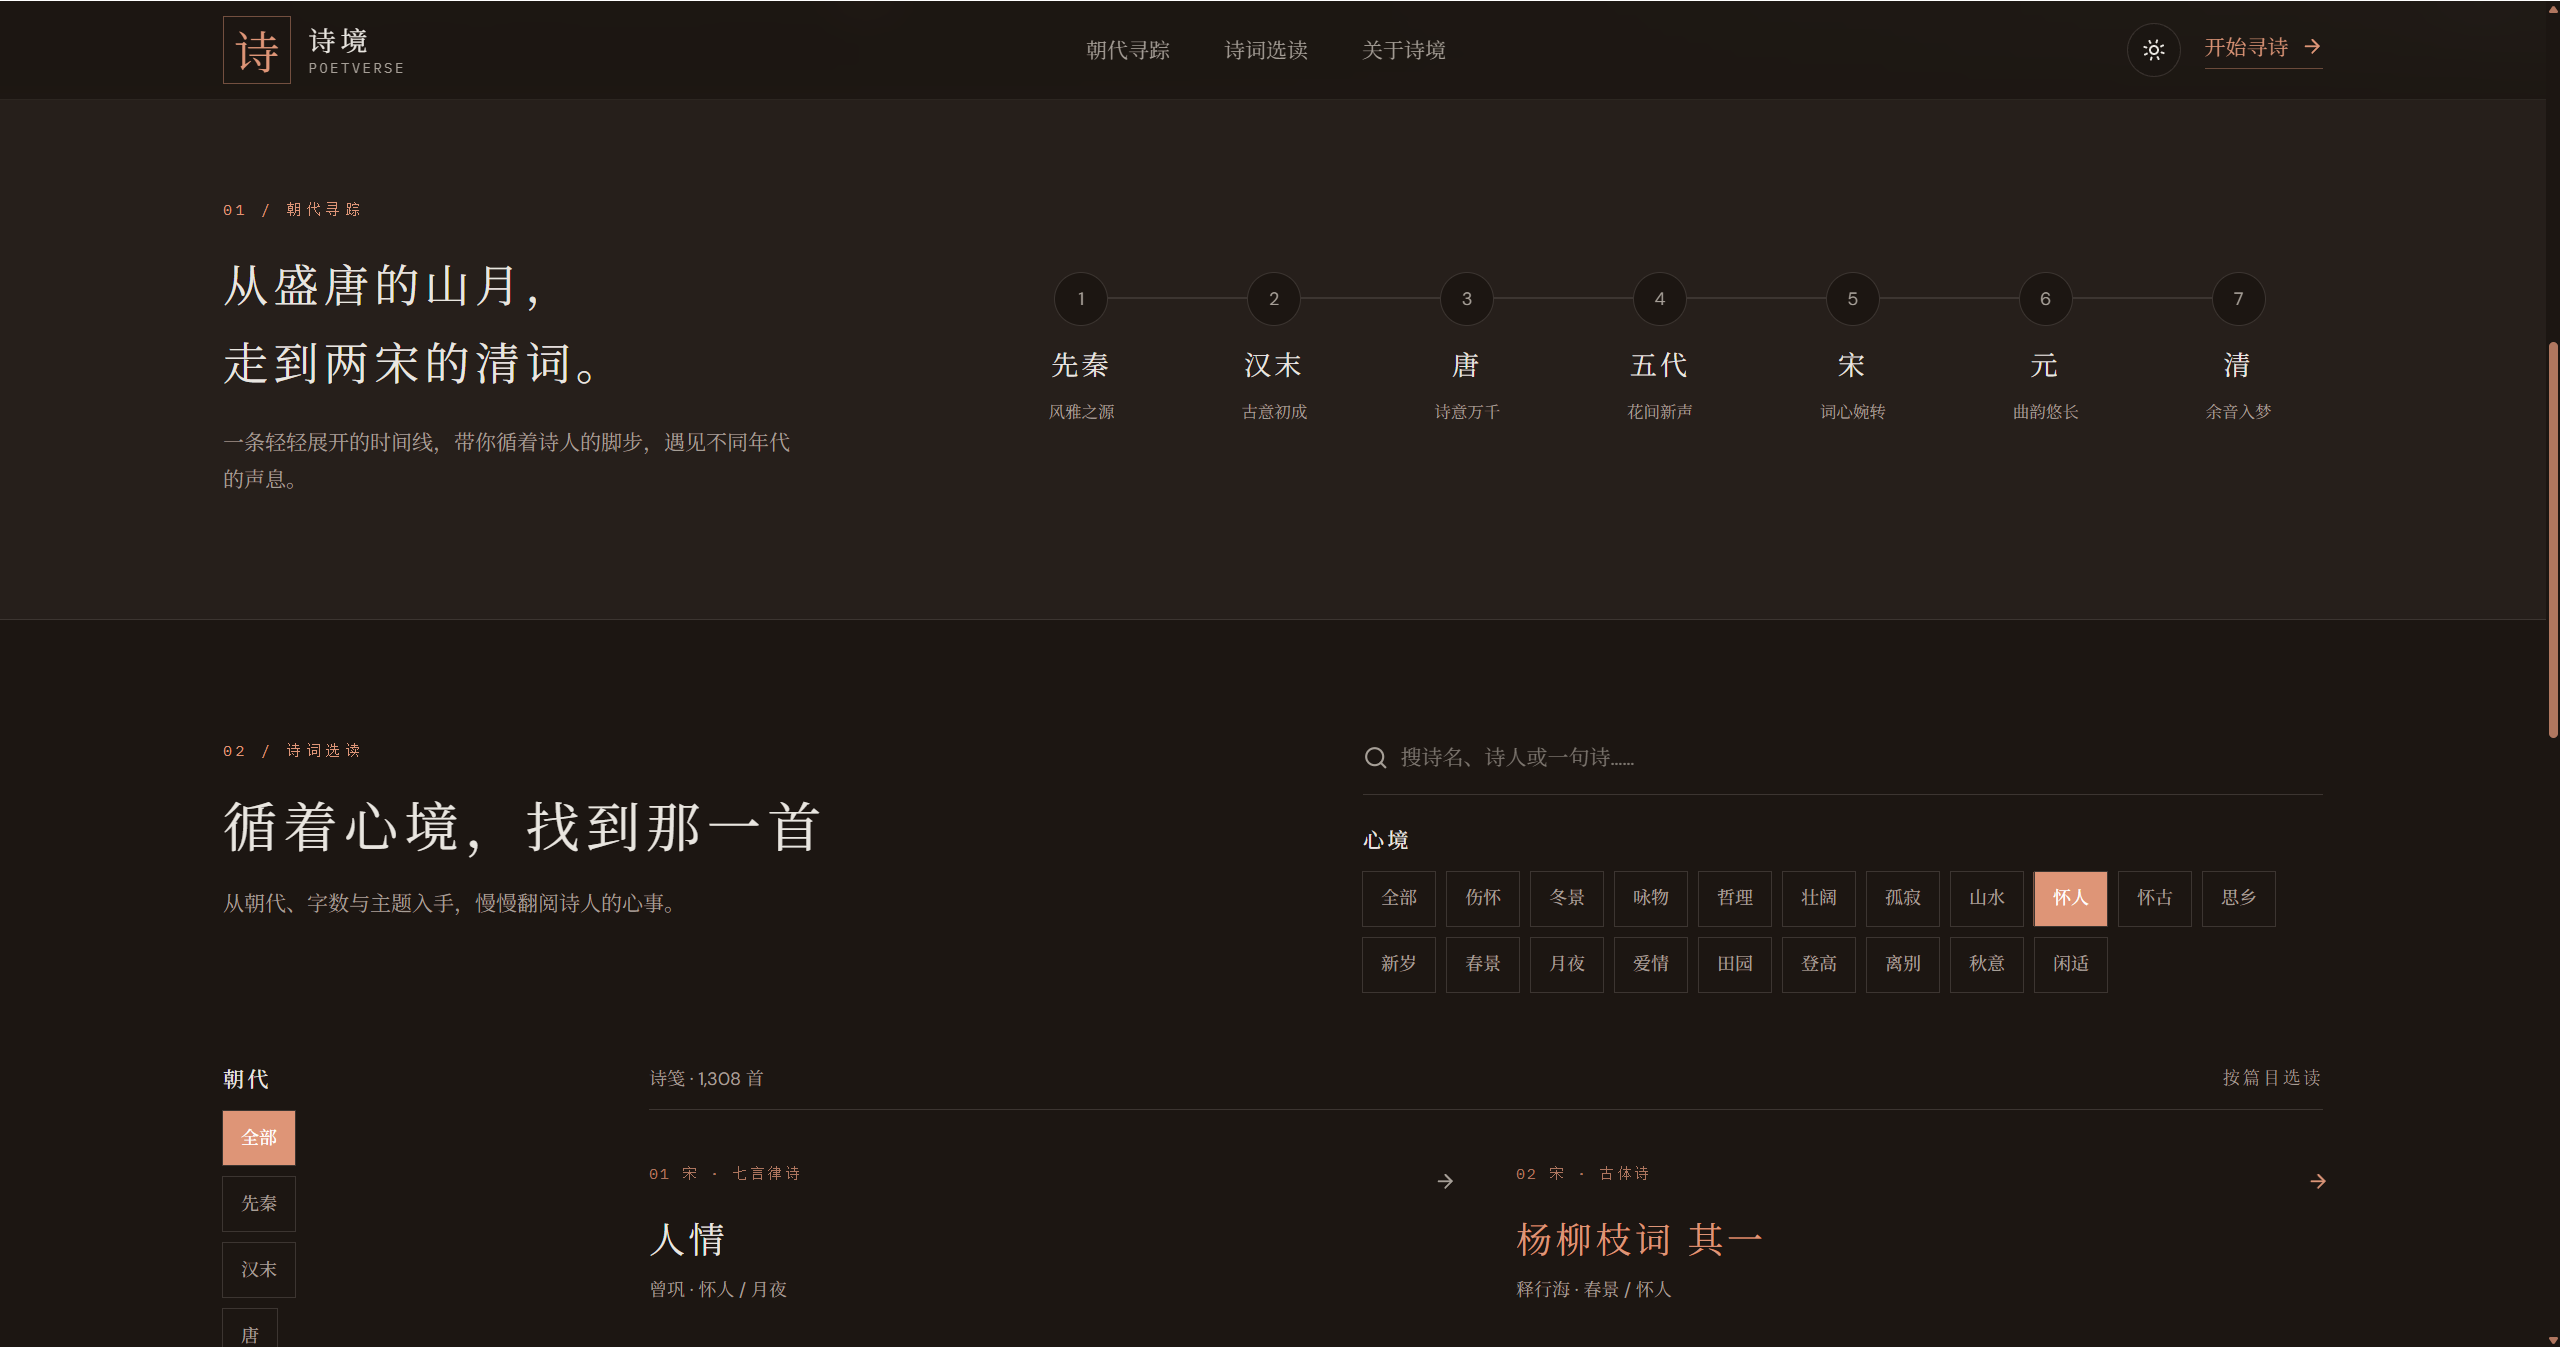 诗
诗境
POETVERSE
朝代寻踪
诗词选读
关于诗境
开始寻诗 →
01 / 朝代寻踪
从盛唐的山月，
走到两宋的清词。
一条轻轻展开的时间线，带你循着诗人的脚步，遇见不同年代
的声息。
1 2 3 4 5 6 7
先秦 汉末 唐 五代 宋 元 清
风雅之源 古意初成 诗意万千 花间新声 词心婉转 曲韵悠长 余音入梦
02 / 诗词选读
循着心境，找到那一首
从朝代、字数与主题入手，慢慢翻阅诗人的心事。
搜诗名、诗人或一句诗……
心境
全部 伤怀 冬景 咏物 哲理 壮阔 孤寂 山水 怀人 怀古 思乡
新岁 春景 月夜 爱情 田园 登高 离别 秋意 闲适
朝代
全部
先秦
汉末
唐
诗笺 · 1,308 首
按篇目选读
01 宋 · 七言律诗 →
人情
曾巩 · 怀人 / 月夜
02 宋 · 古体诗 →
杨柳枝词 其一
释行海 · 春景 / 怀人